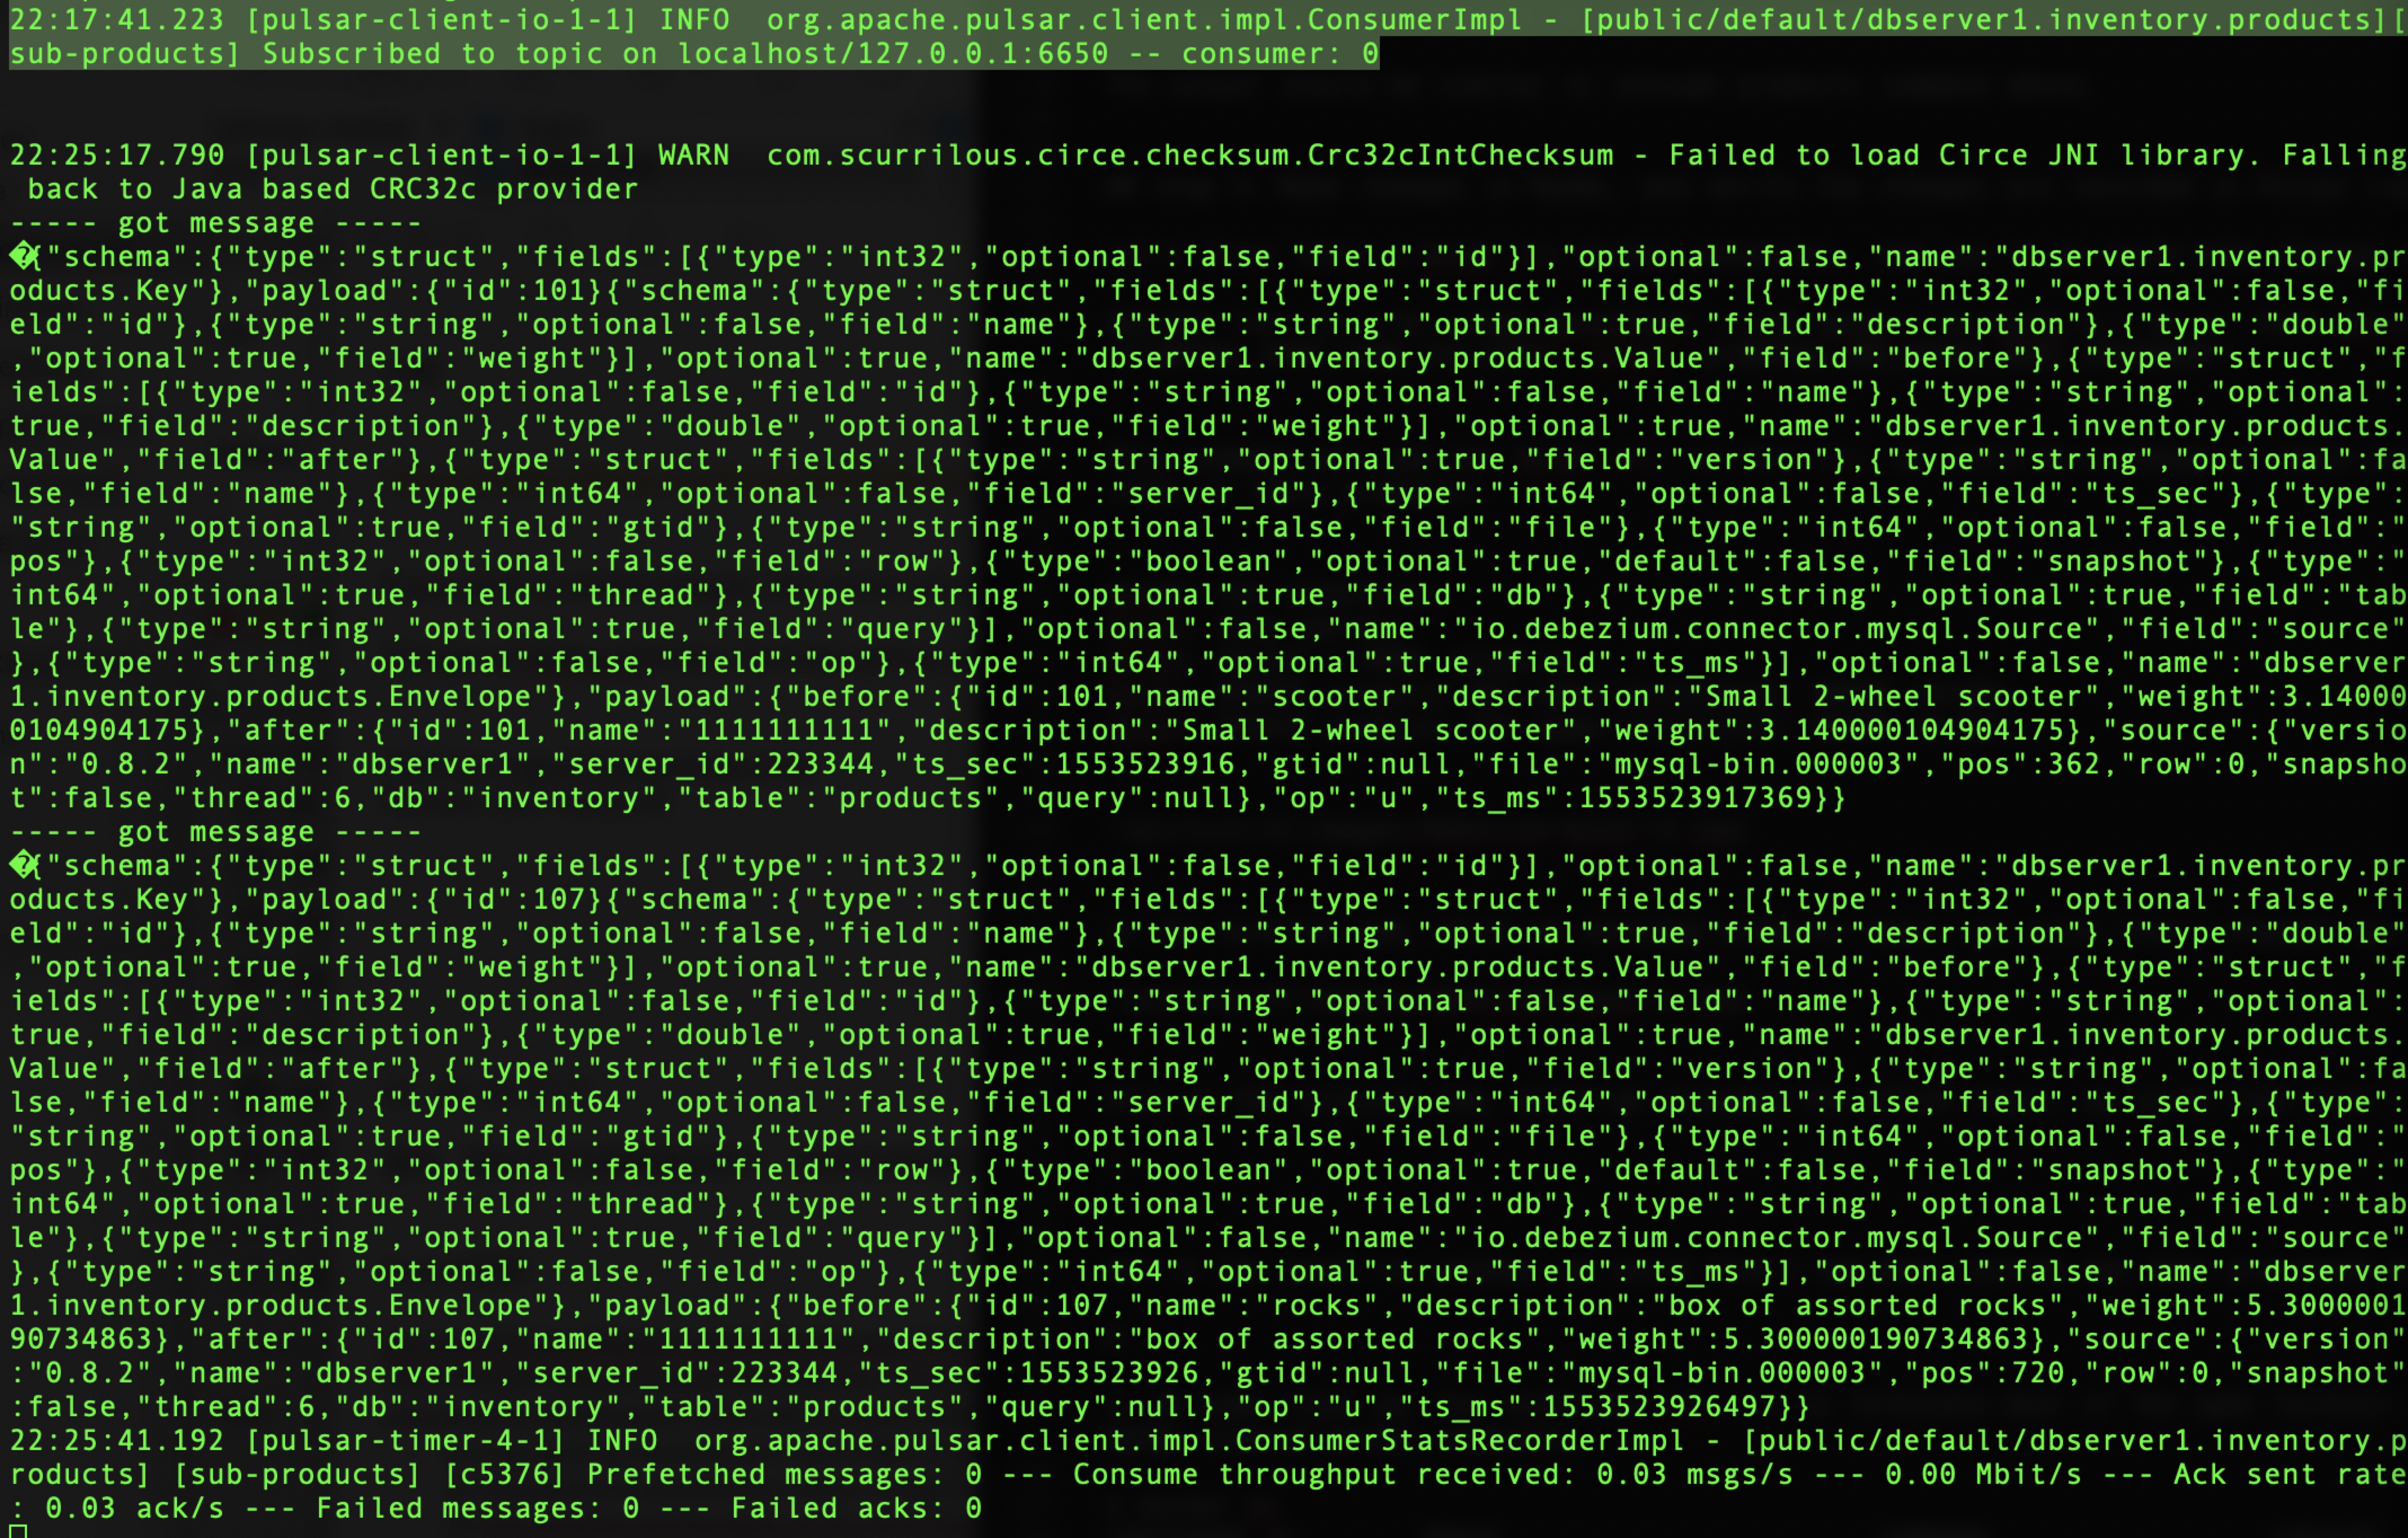 22:17:41.223 [pulsar-client-io-1-1] INFO  org.apache.pulsar.client.impl.ConsumerImpl - [public/default/dbserver1.inventory.products][
sub-products] Subscribed to topic on localhost/127.0.0.1:6650 -- consumer: 0
22:25:17.790 [pulsar-client-io-1-1] WARN  com.scurrilous.circe.checksum.Crc32cIntChecksum - Failed to load Circe JNI library. Falling
 back to Java based CRC32c provider
----- got message -----
�{"schema":{"type":"struct","fields":[{"type":"int32","optional":false,"field":"id"}],"optional":false,"name":"dbserver1.inventory.pr
oducts.Key"},"payload":{"id":101}{"schema":{"type":"struct","fields":[{"type":"struct","fields":[{"type":"int32","optional":false,"fi
eld":"id"},{"type":"string","optional":false,"field":"name"},{"type":"string","optional":true,"field":"description"},{"type":"double"
,"optional":true,"field":"weight"}],"optional":true,"name":"dbserver1.inventory.products.Value","field":"before"},{"type":"struct","f
ields":[{"type":"int32","optional":false,"field":"id"},{"type":"string","optional":false,"field":"name"},{"type":"string","optional":
true,"field":"description"},{"type":"double","optional":true,"field":"weight"}],"optional":true,"name":"dbserver1.inventory.products.
Value","field":"after"},{"type":"struct","fields":[{"type":"string","optional":true,"field":"version"},{"type":"string","optional":fa
lse,"field":"name"},{"type":"int64","optional":false,"field":"server_id"},{"type":"int64","optional":false,"field":"ts_sec"},{"type":
"string","optional":true,"field":"gtid"},{"type":"string","optional":false,"field":"file"},{"type":"int64","optional":false,"field":"
pos"},{"type":"int32","optional":false,"field":"row"},{"type":"boolean","optional":true,"default":false,"field":"snapshot"},{"type":"
int64","optional":true,"field":"thread"},{"type":"string","optional":true,"field":"db"},{"type":"string","optional":true,"field":"tab
le"},{"type":"string","optional":true,"field":"query"}],"optional":false,"name":"io.debezium.connector.mysql.Source","field":"source"
},{"type":"string","optional":false,"field":"op"},{"type":"int64","optional":true,"field":"ts_ms"}],"optional":false,"name":"dbserver
1.inventory.products.Envelope"},"payload":{"before":{"id":101,"name":"scooter","description":"Small 2-wheel scooter","weight":3.14000
0104904175},"after":{"id":101,"name":"1111111111","description":"Small 2-wheel scooter","weight":3.140000104904175},"source":{"versio
n":"0.8.2","name":"dbserver1","server_id":223344,"ts_sec":1553523916,"gtid":null,"file":"mysql-bin.000003","pos":362,"row":0,"snapsho
t":false,"thread":6,"db":"inventory","table":"products","query":null},"op":"u","ts_ms":1553523917369}}
----- got message -----
�{"schema":{"type":"struct","fields":[{"type":"int32","optional":false,"field":"id"}],"optional":false,"name":"dbserver1.inventory.pr
oducts.Key"},"payload":{"id":107}{"schema":{"type":"struct","fields":[{"type":"struct","fields":[{"type":"int32","optional":false,"fi
eld":"id"},{"type":"string","optional":false,"field":"name"},{"type":"string","optional":true,"field":"description"},{"type":"double"
,"optional":true,"field":"weight"}],"optional":true,"name":"dbserver1.inventory.products.Value","field":"before"},{"type":"struct","f
ields":[{"type":"int32","optional":false,"field":"id"},{"type":"string","optional":false,"field":"name"},{"type":"string","optional":
true,"field":"description"},{"type":"double","optional":true,"field":"weight"}],"optional":true,"name":"dbserver1.inventory.products.
Value","field":"after"},{"type":"struct","fields":[{"type":"string","optional":true,"field":"version"},{"type":"string","optional":fa
lse,"field":"name"},{"type":"int64","optional":false,"field":"server_id"},{"type":"int64","optional":false,"field":"ts_sec"},{"type":
"string","optional":true,"field":"gtid"},{"type":"string","optional":false,"field":"file"},{"type":"int64","optional":false,"field":"
pos"},{"type":"int32","optional":false,"field":"row"},{"type":"boolean","optional":true,"default":false,"field":"snapshot"},{"type":"
int64","optional":true,"field":"thread"},{"type":"string","optional":true,"field":"db"},{"type":"string","optional":true,"field":"tab
le"},{"type":"string","optional":true,"field":"query"}],"optional":false,"name":"io.debezium.connector.mysql.Source","field":"source"
},{"type":"string","optional":false,"field":"op"},{"type":"int64","optional":true,"field":"ts_ms"}],"optional":false,"name":"dbserver
1.inventory.products.Envelope"},"payload":{"before":{"id":107,"name":"rocks","description":"box of assorted rocks","weight":5.3000001
90734863},"after":{"id":107,"name":"1111111111","description":"box of assorted rocks","weight":5.300000190734863},"source":{"version"
:"0.8.2","name":"dbserver1","server_id":223344,"ts_sec":1553523926,"gtid":null,"file":"mysql-bin.000003","pos":720,"row":0,"snapshot"
:false,"thread":6,"db":"inventory","table":"products","query":null},"op":"u","ts_ms":1553523926497}}
22:25:41.192 [pulsar-timer-4-1] INFO  org.apache.pulsar.client.impl.ConsumerStatsRecorderImpl - [public/default/dbserver1.inventory.p
roducts] [sub-products] [c5376] Prefetched messages: 0 --- Consume throughput received: 0.03 msgs/s --- 0.00 Mbit/s --- Ack sent rate
: 0.03 ack/s --- Failed messages: 0 --- Failed acks: 0